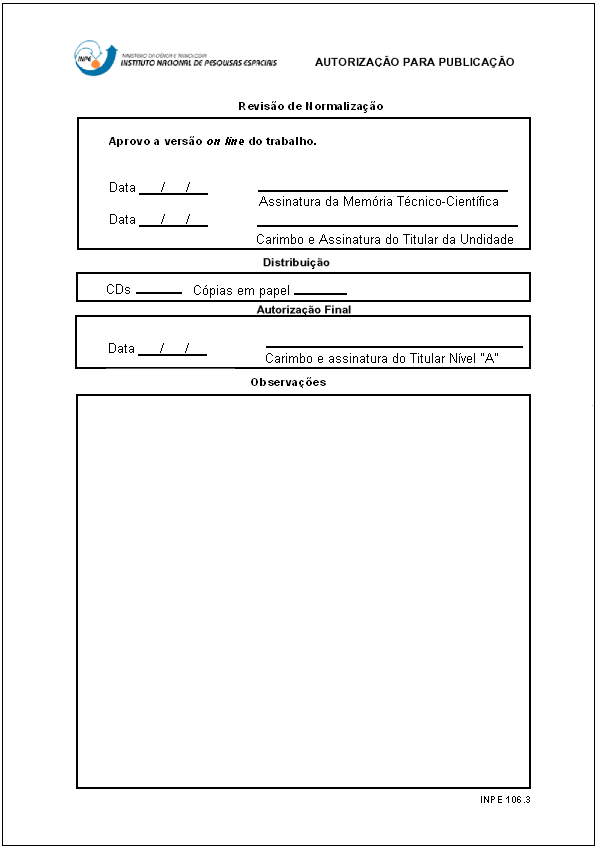 INPE
MINISTÉRIO DA CIÊNCIA E TECNOLOGIA
INSTITUTO NACIONAL DE PESQUISAS ESPACIAIS
AUTORIZAÇÃO PARA PUBLICAÇÃO
Revisão de Normalização
Aprovo a versão on line do trabalho.
Data ___/___/___
Assinatura da Memória Técnico-Científica
Data ___/___/___
Carimbo e Assinatura do Titular da Undidade
Distribuição
CDs ______ Cópias em papel _______
Autorização Final
Data ___/___/___
Carimbo e assinatura do Titular Nível "A"
Observações
INPE 106.3